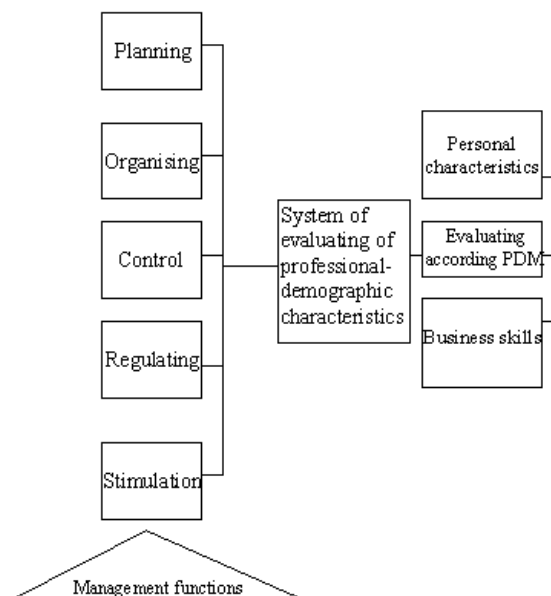 Planning
Organising
Control
Regulating
Stimulation
Management functions
System of
evaluating of
professional-
demographic
characteristics
Personal
characteristics
Evaluating
according PDM
Business skills